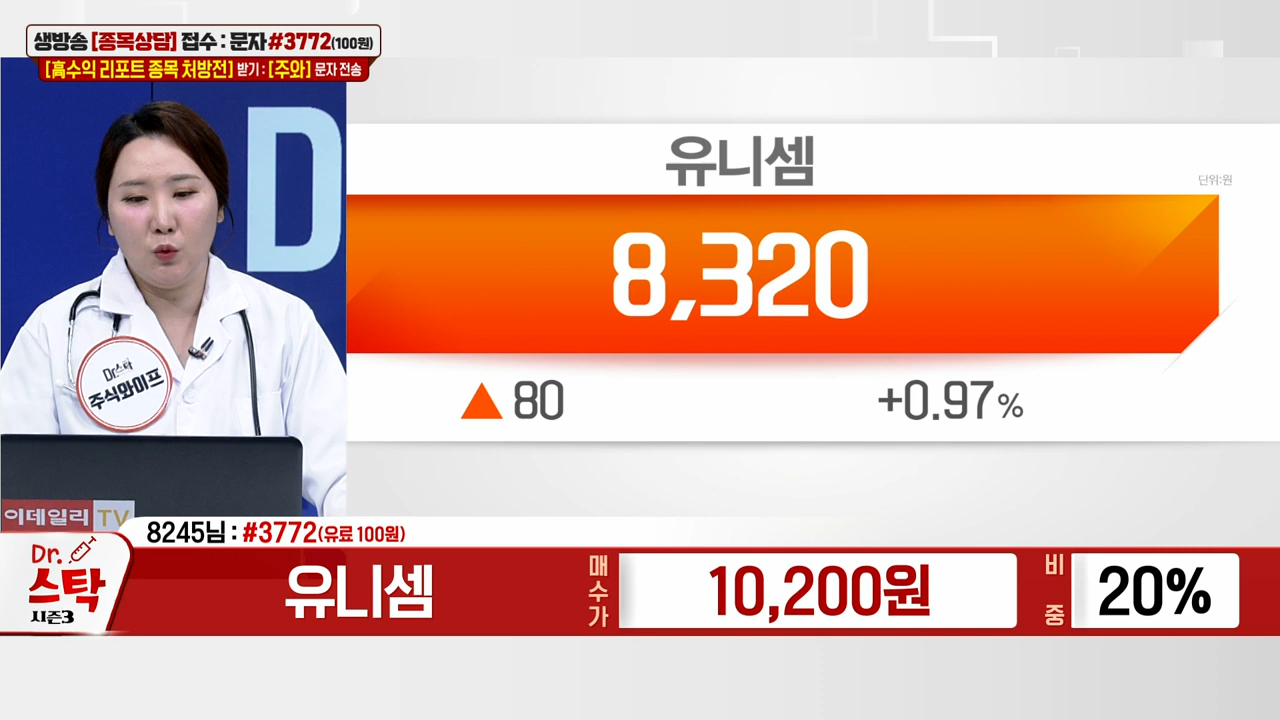 생방송 [종목상담] 접수 : 문자#3772(100원)
[高수익 리포트 종목 처방전] 받기 : [주와] 문자 전송
D
유니셈
단위:원
8,320
▲ 80 +0.97%
Dr스탁
주식와이프
이데일리 TV
8245님 : #3772(유료 100원)
Dr.
스탁
시즌3
유니셈 매수가 10,200원 비중 20%